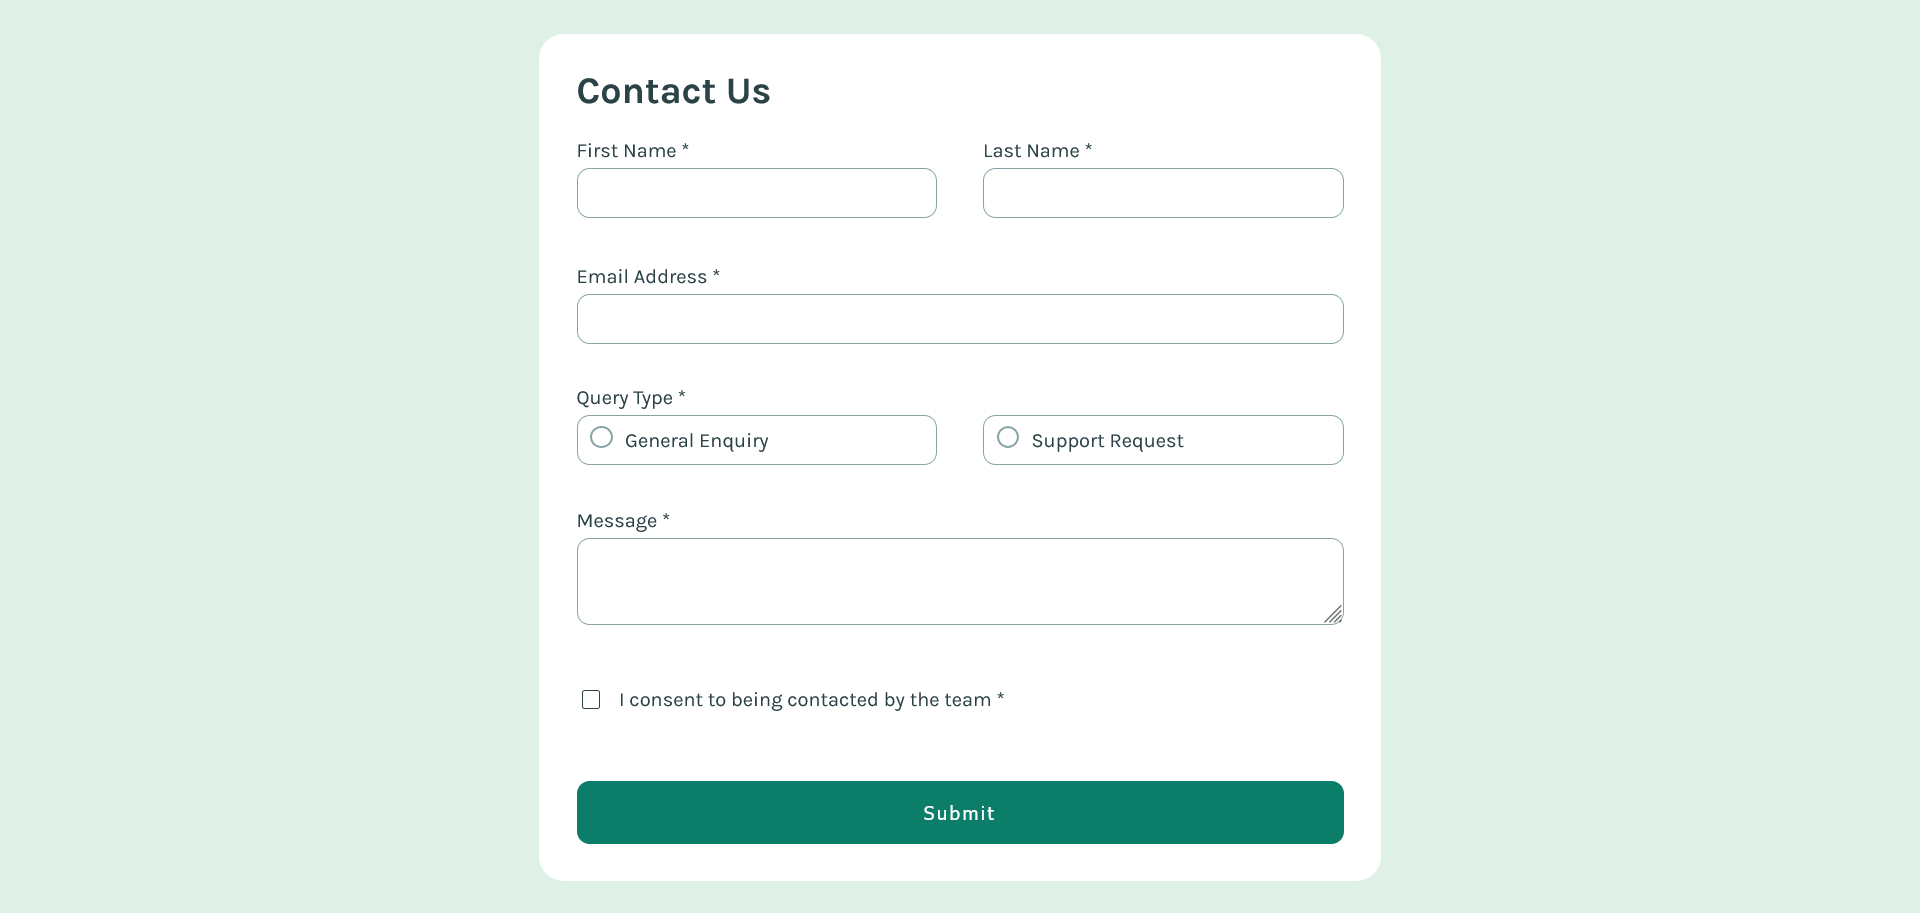 Contact Us
First Name *
Last Name *
Email Address *
Query Type *
General Enquiry
Support Request
Message *
I consent to being contacted by the team *
Submit